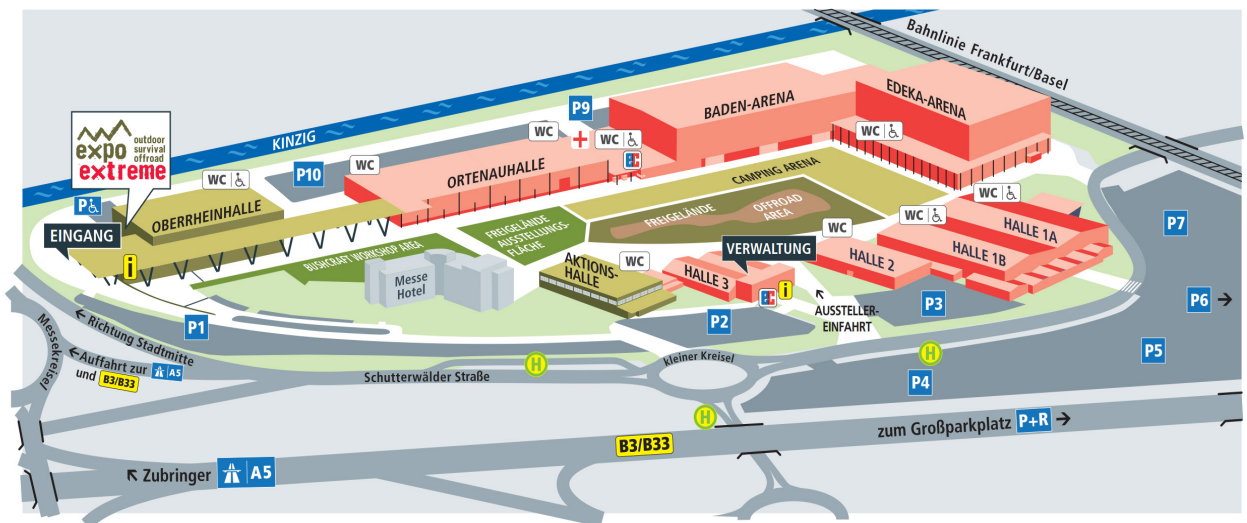 Bahnlinie Frankfurt/Basel
KINZIG
expo
extreme
outdoor
survival
offroad
P9
P10
P
WC
WC
WC
WC
WC
WC
WC
WC
WC
BADEN-ARENA
EDEKA-ARENA
ORTENAUHALLE
OBERRHEINHALLE
EINGANG
i
CAMPING ARENA
FREIGELÄNDE
OFFROAD
AREA
FREIGELÄNDE
AUSSTELLUNGS-
FLÄCHE
BUSHCRAFT WORKSHOP AREA
Messe
Hotel
AKTIONS-
HALLE
HALLE 3
VERWALTUNG
i
EC
EC
HALLE 2
HALLE 1B
HALLE 1A
AUSSTELLER-
EINFAHRT
P1
P2
P3
P4
P5
P6 →
P7
H
H
H
Messekreisel
← Richtung Stadtmitte
← Auffahrt zur A5
und B3/B33
Schutterwälder Straße
kleiner Kreisel
B3/B33
zum Großparkplatz P+R →
↖ Zubringer A5